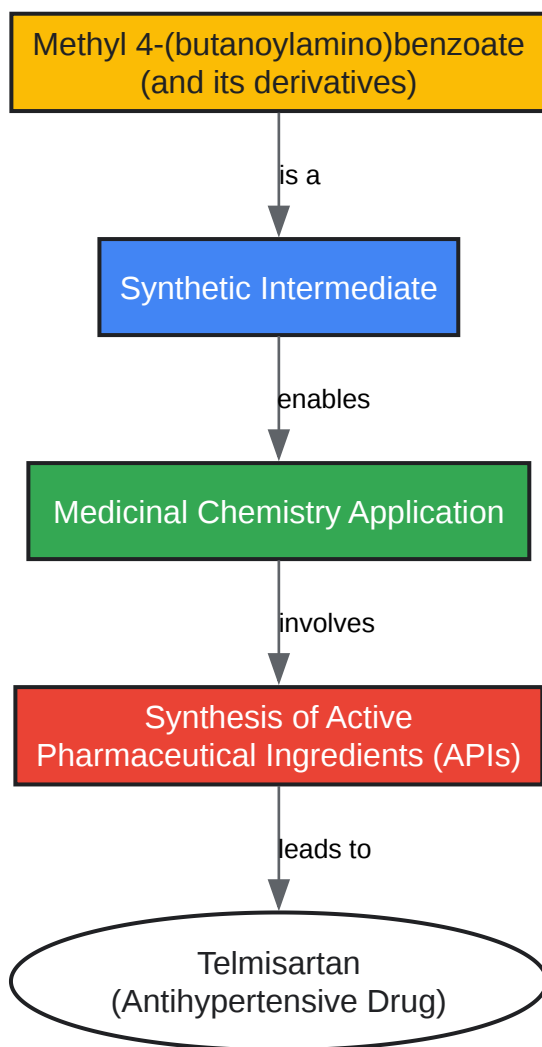 Methyl 4-(butanoylamino)benzoate
(and its derivatives)
is a
Synthetic Intermediate
enables
Medicinal Chemistry Application
involves
Synthesis of Active
Pharmaceutical Ingredients (APIs)
leads to
Telmisartan
(Antihypertensive Drug)